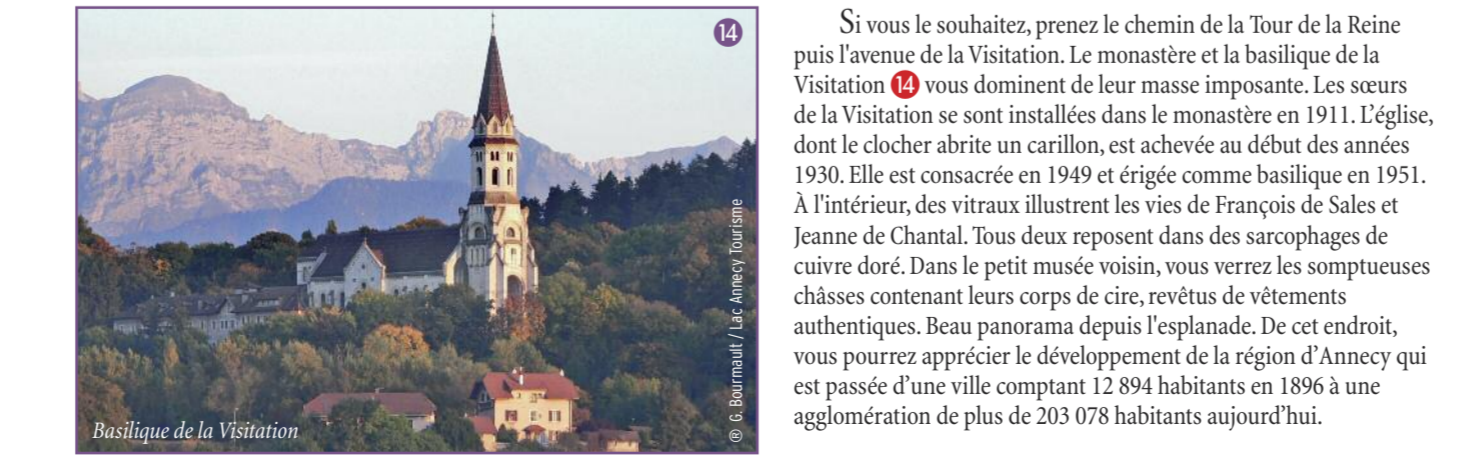 14
® G. Bourmault / Lac Annecy Tourisme
Basilique de la Visitation
Si vous le souhaitez, prenez le chemin de la Tour de la Reine
puis l'avenue de la Visitation. Le monastère et la basilique de la
Visitation 14 vous dominent de leur masse imposante. Les sœurs
de la Visitation se sont installées dans le monastère en 1911. L’église,
dont le clocher abrite un carillon, est achevée au début des années
1930. Elle est consacrée en 1949 et érigée comme basilique en 1951.
À l'intérieur, des vitraux illustrent les vies de François de Sales et
Jeanne de Chantal. Tous deux reposent dans des sarcophages de
cuivre doré. Dans le petit musée voisin, vous verrez les somptueuses
châsses contenant leurs corps de cire, revêtus de vêtements
authentiques. Beau panorama depuis l'esplanade. De cet endroit,
vous pourrez apprécier le développement de la région d’Annecy qui
est passée d’une ville comptant 12 894 habitants en 1896 à une
agglomération de plus de 203 078 habitants aujourd’hui.